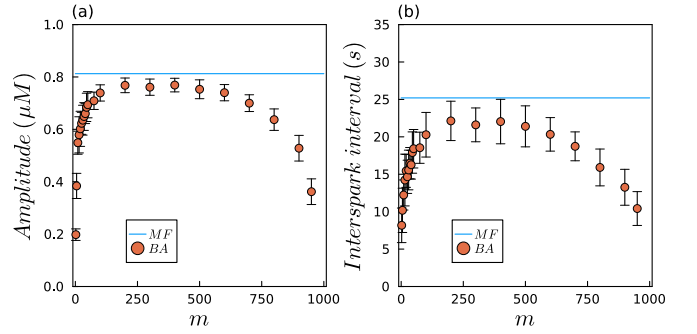 (a)
1.0
0.8
0.6
0.4
0.2
0.0
Amplitude (μM)
MF
BA
0 250 500 750 1000
m
(b)
35
30
25
20
15
10
5
0
Interspark interval (s)
MF
BA
0 250 500 750 1000
m